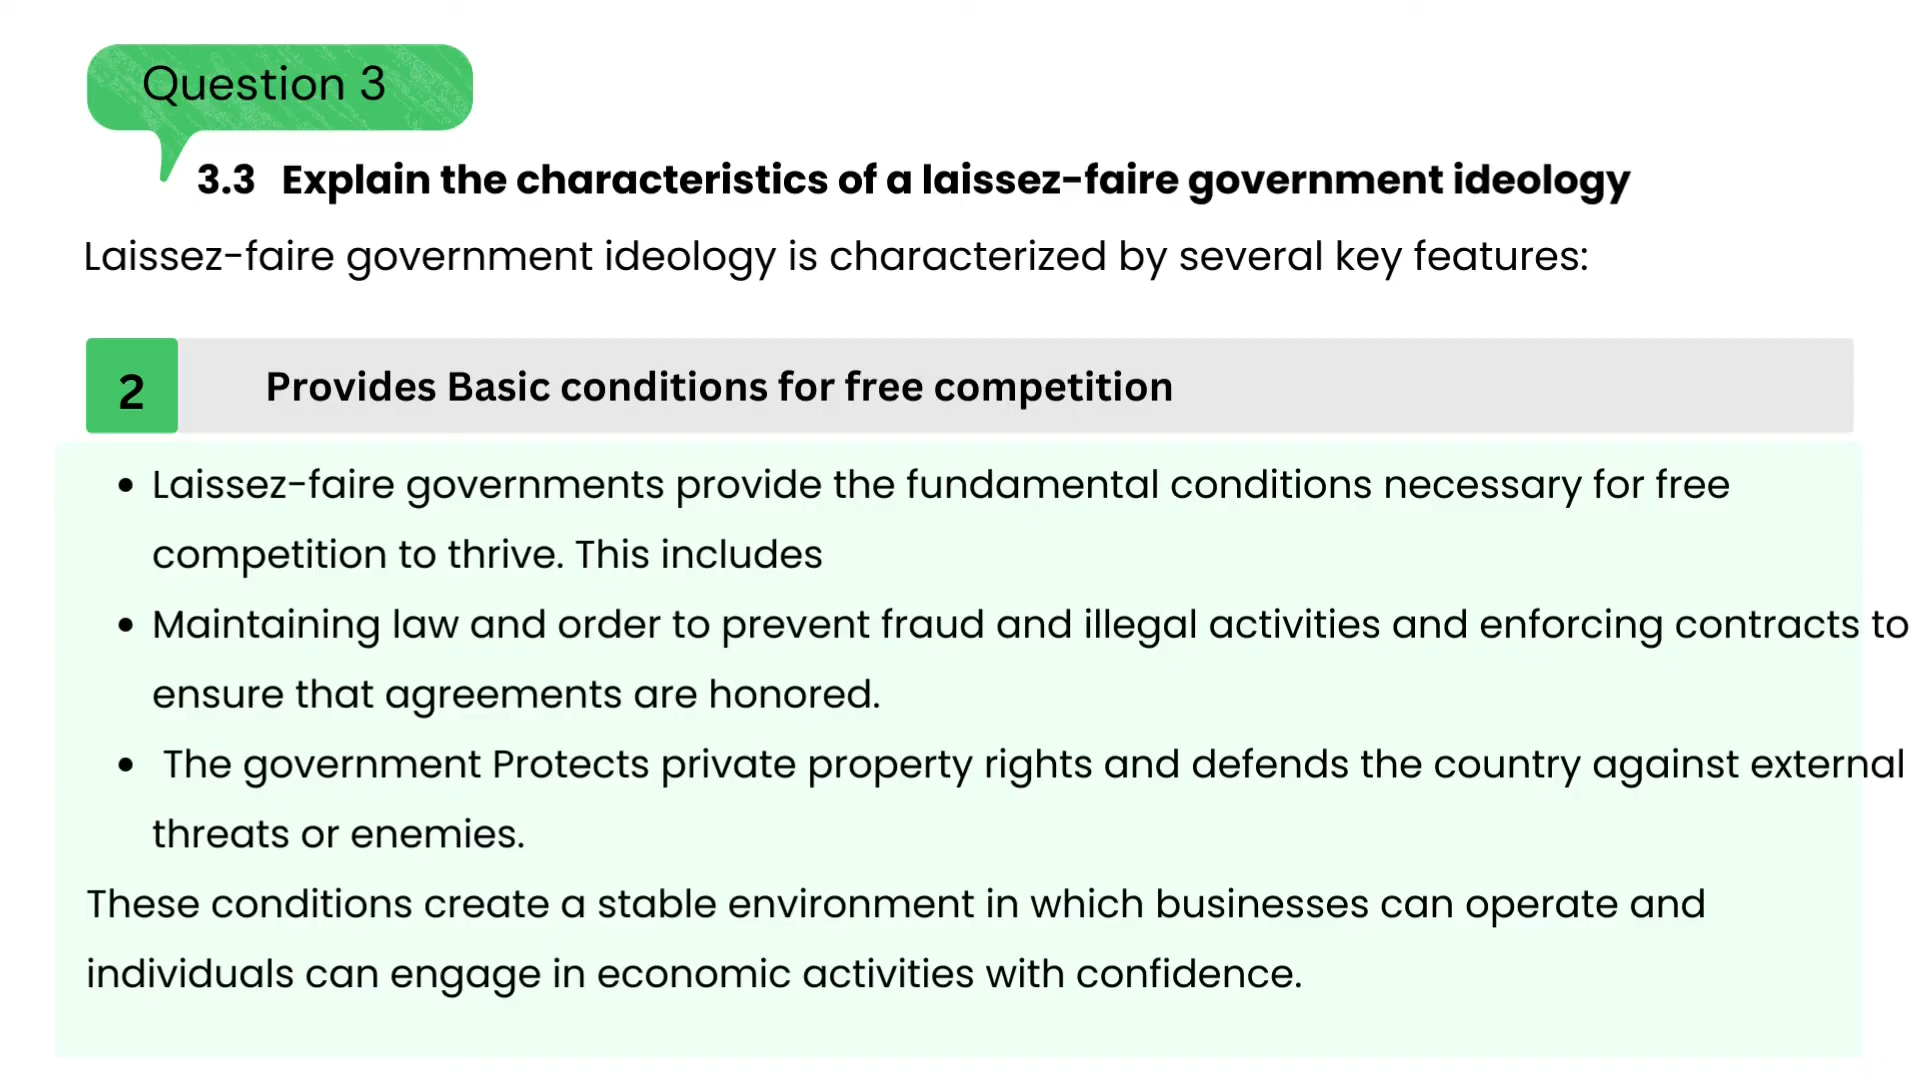 Question 3
3.3 Explain the characteristics of a laissez-faire government ideology
Laissez-faire government ideology is characterized by several key features:
2 Provides Basic conditions for free competition
• Laissez-faire governments provide the fundamental conditions necessary for free
competition to thrive. This includes
• Maintaining law and order to prevent fraud and illegal activities and enforcing contracts to
ensure that agreements are honored.
• The government Protects private property rights and defends the country against external
threats or enemies.
These conditions create a stable environment in which businesses can operate and
individuals can engage in economic activities with confidence.